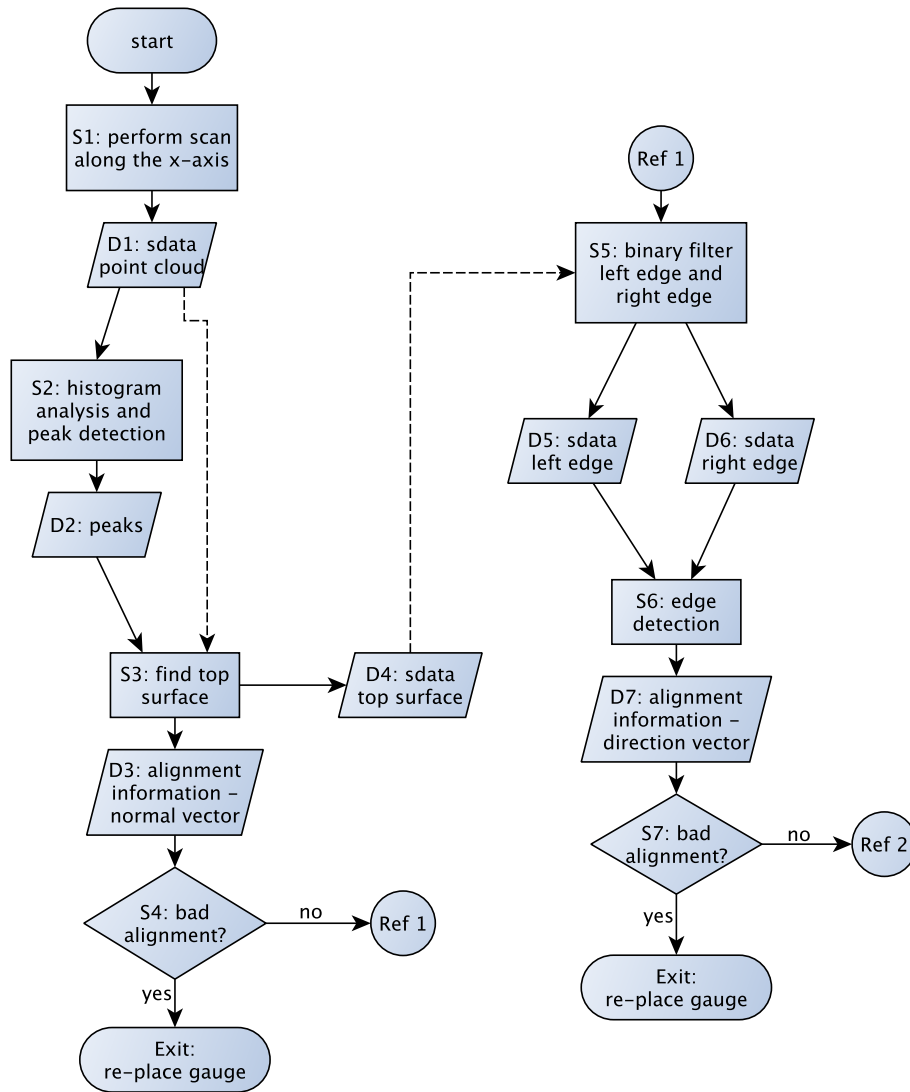 start
S1: perform scan
along the x-axis
D1: sdata
point cloud
S2: histogram
analysis and
peak detection
D2: peaks
S3: find top
surface
D4: sdata
top surface
D3: alignment
information –
normal vector
S4: bad
alignment?
no
Ref 1
yes
Exit:
re-place gauge
Ref 1
S5: binary filter
left edge and
right edge
D5: sdata
left edge
D6: sdata
right edge
S6: edge
detection
D7: alignment
information –
direction vector
S7: bad
alignment?
no
Ref 2
yes
Exit:
re-place gauge